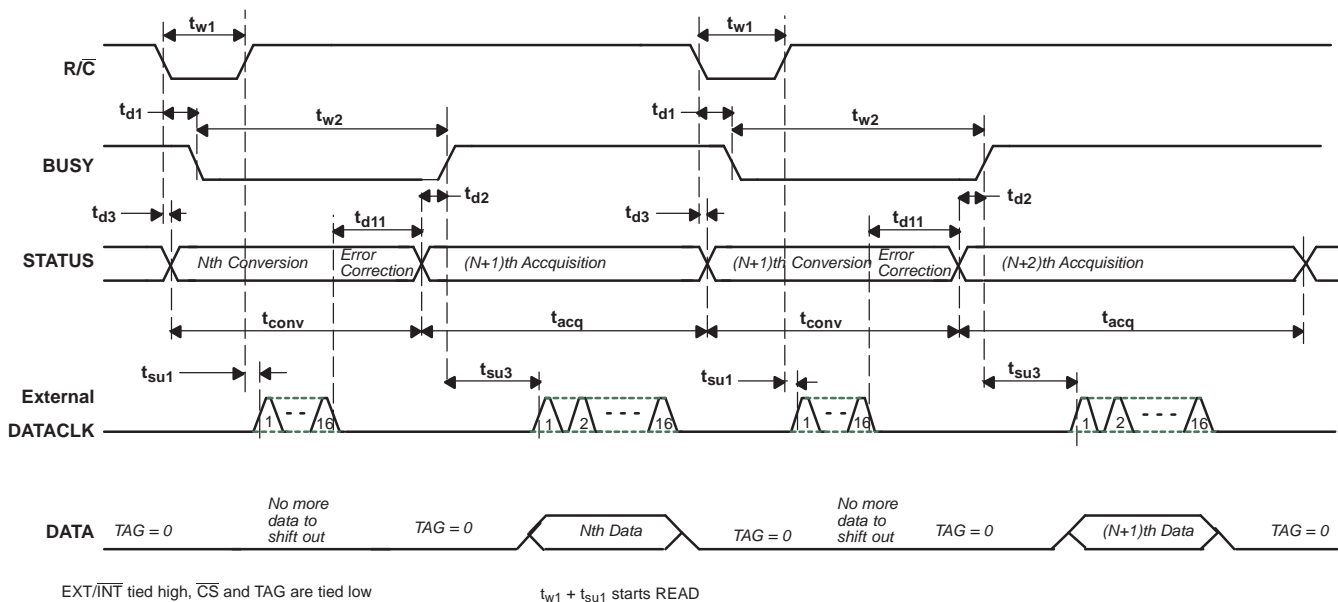 tw1 tw1
R/C
td1 tw2 td1 tw2
BUSY
td2 td2
td3 td11 td3 td11
STATUS Nth Conversion Error Correction (N+1)th Accquisition (N+1)th Conversion Error Correction (N+2)th Accquisition
tconv tacq tconv tacq
tsu1 tsu3 tsu1 tsu3
External
DATACLK 1 - - 16 1 2 - - - 16 1 - - 16 1 2 - - - 16
DATA TAG = 0 No more data to shift out TAG = 0 Nth Data TAG = 0 No more data to shift out TAG = 0 (N+1)th Data TAG = 0
EXT/INT tied high, CS and TAG are tied low tw1 + tsu1 starts READ